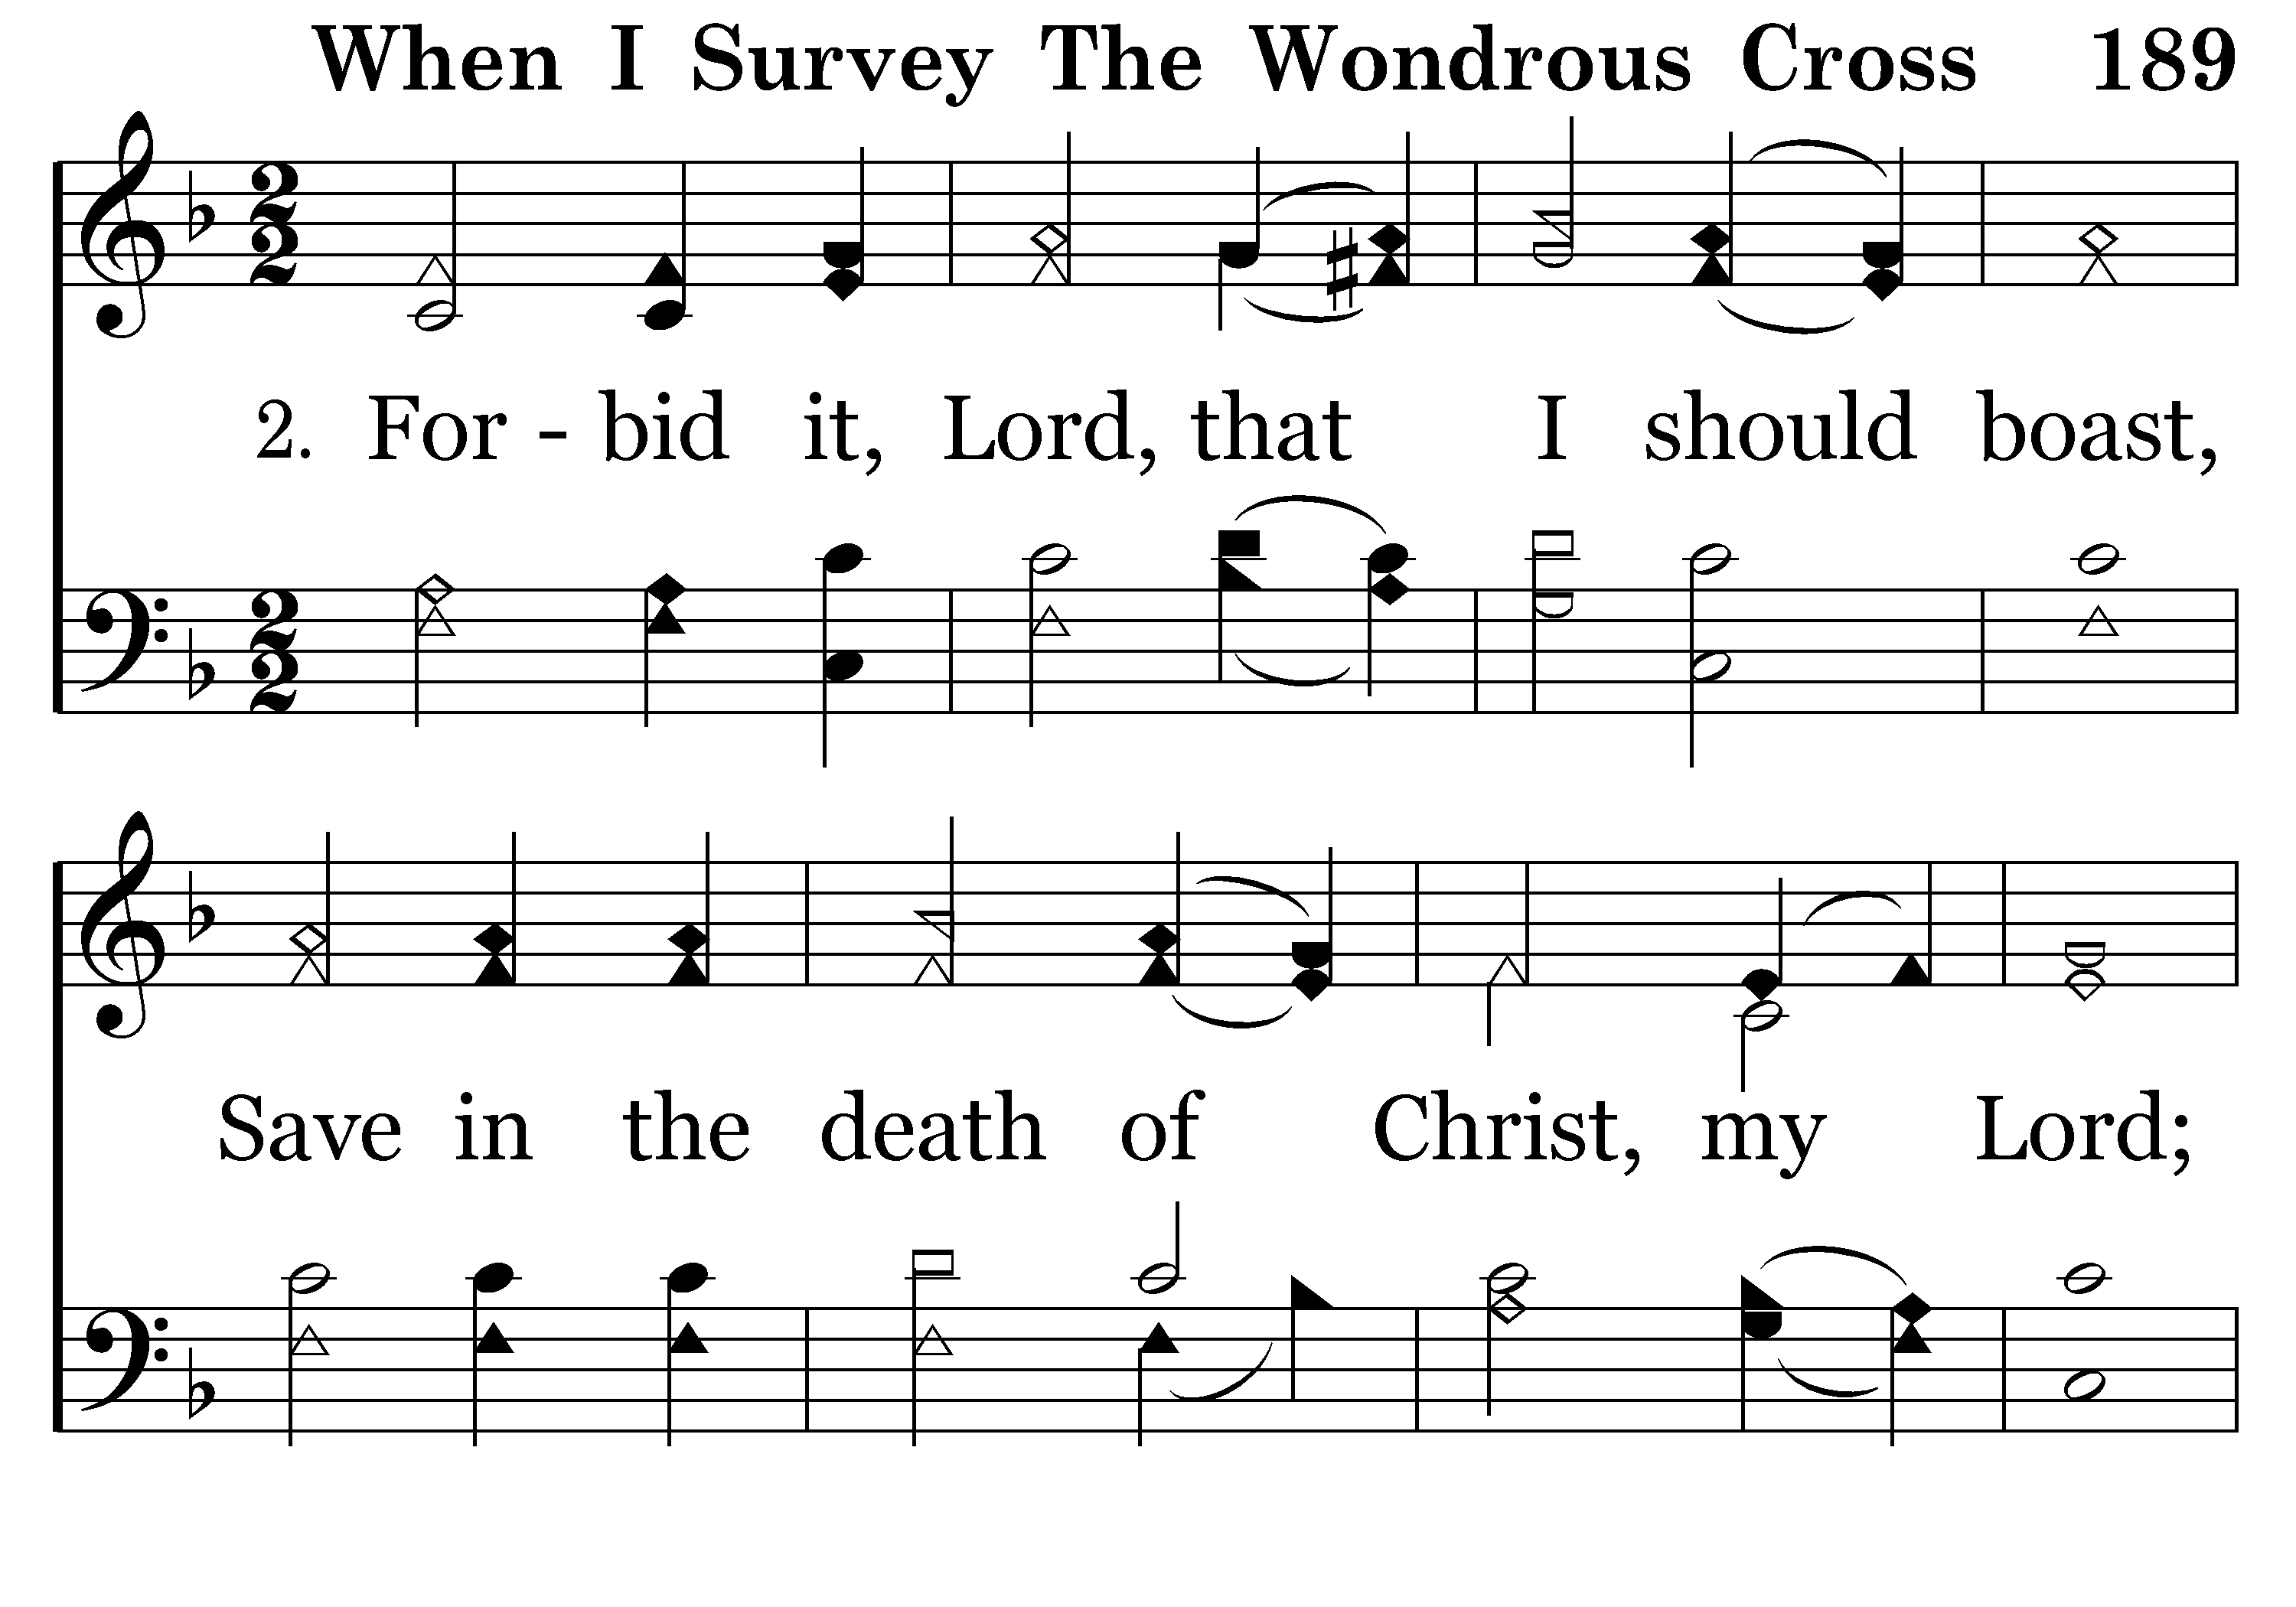 When I Survey The Wondrous Cross 189
2. For - bid it, Lord, that I should boast,
Save in the death of Christ, my Lord;